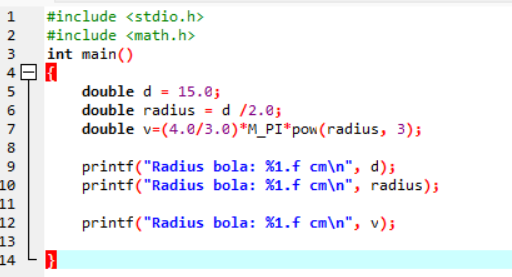 1 #include <stdio.h>
2 #include <math.h>
3 int main()
4 {
5 double d = 15.0;
6 double radius = d /2.0;
7 double v=(4.0/3.0)*M_PI*pow(radius, 3);
8
9 printf("Radius bola: %1.f cm\n", d);
10 printf("Radius bola: %1.f cm\n", radius);
11
12 printf("Radius bola: %1.f cm\n", v);
13
14 }